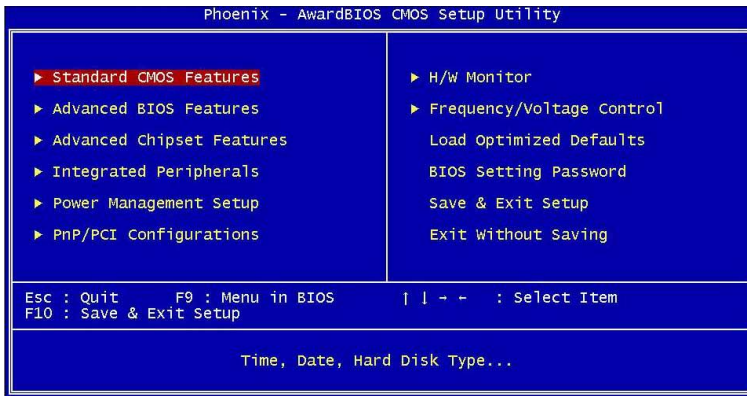 Phoenix - AwardBIOS CMOS Setup Utility
▶ Standard CMOS Features
▶ Advanced BIOS Features
▶ Advanced Chipset Features
▶ Integrated Peripherals
▶ Power Management Setup
▶ PnP/PCI Configurations
▶ H/W Monitor
▶ Frequency/Voltage Control
Load Optimized Defaults
BIOS Setting Password
Save & Exit Setup
Exit Without Saving
Esc : Quit F9 : Menu in BIOS ↑ ↓ → ← : Select Item
F10 : Save & Exit Setup
Time, Date, Hard Disk Type...